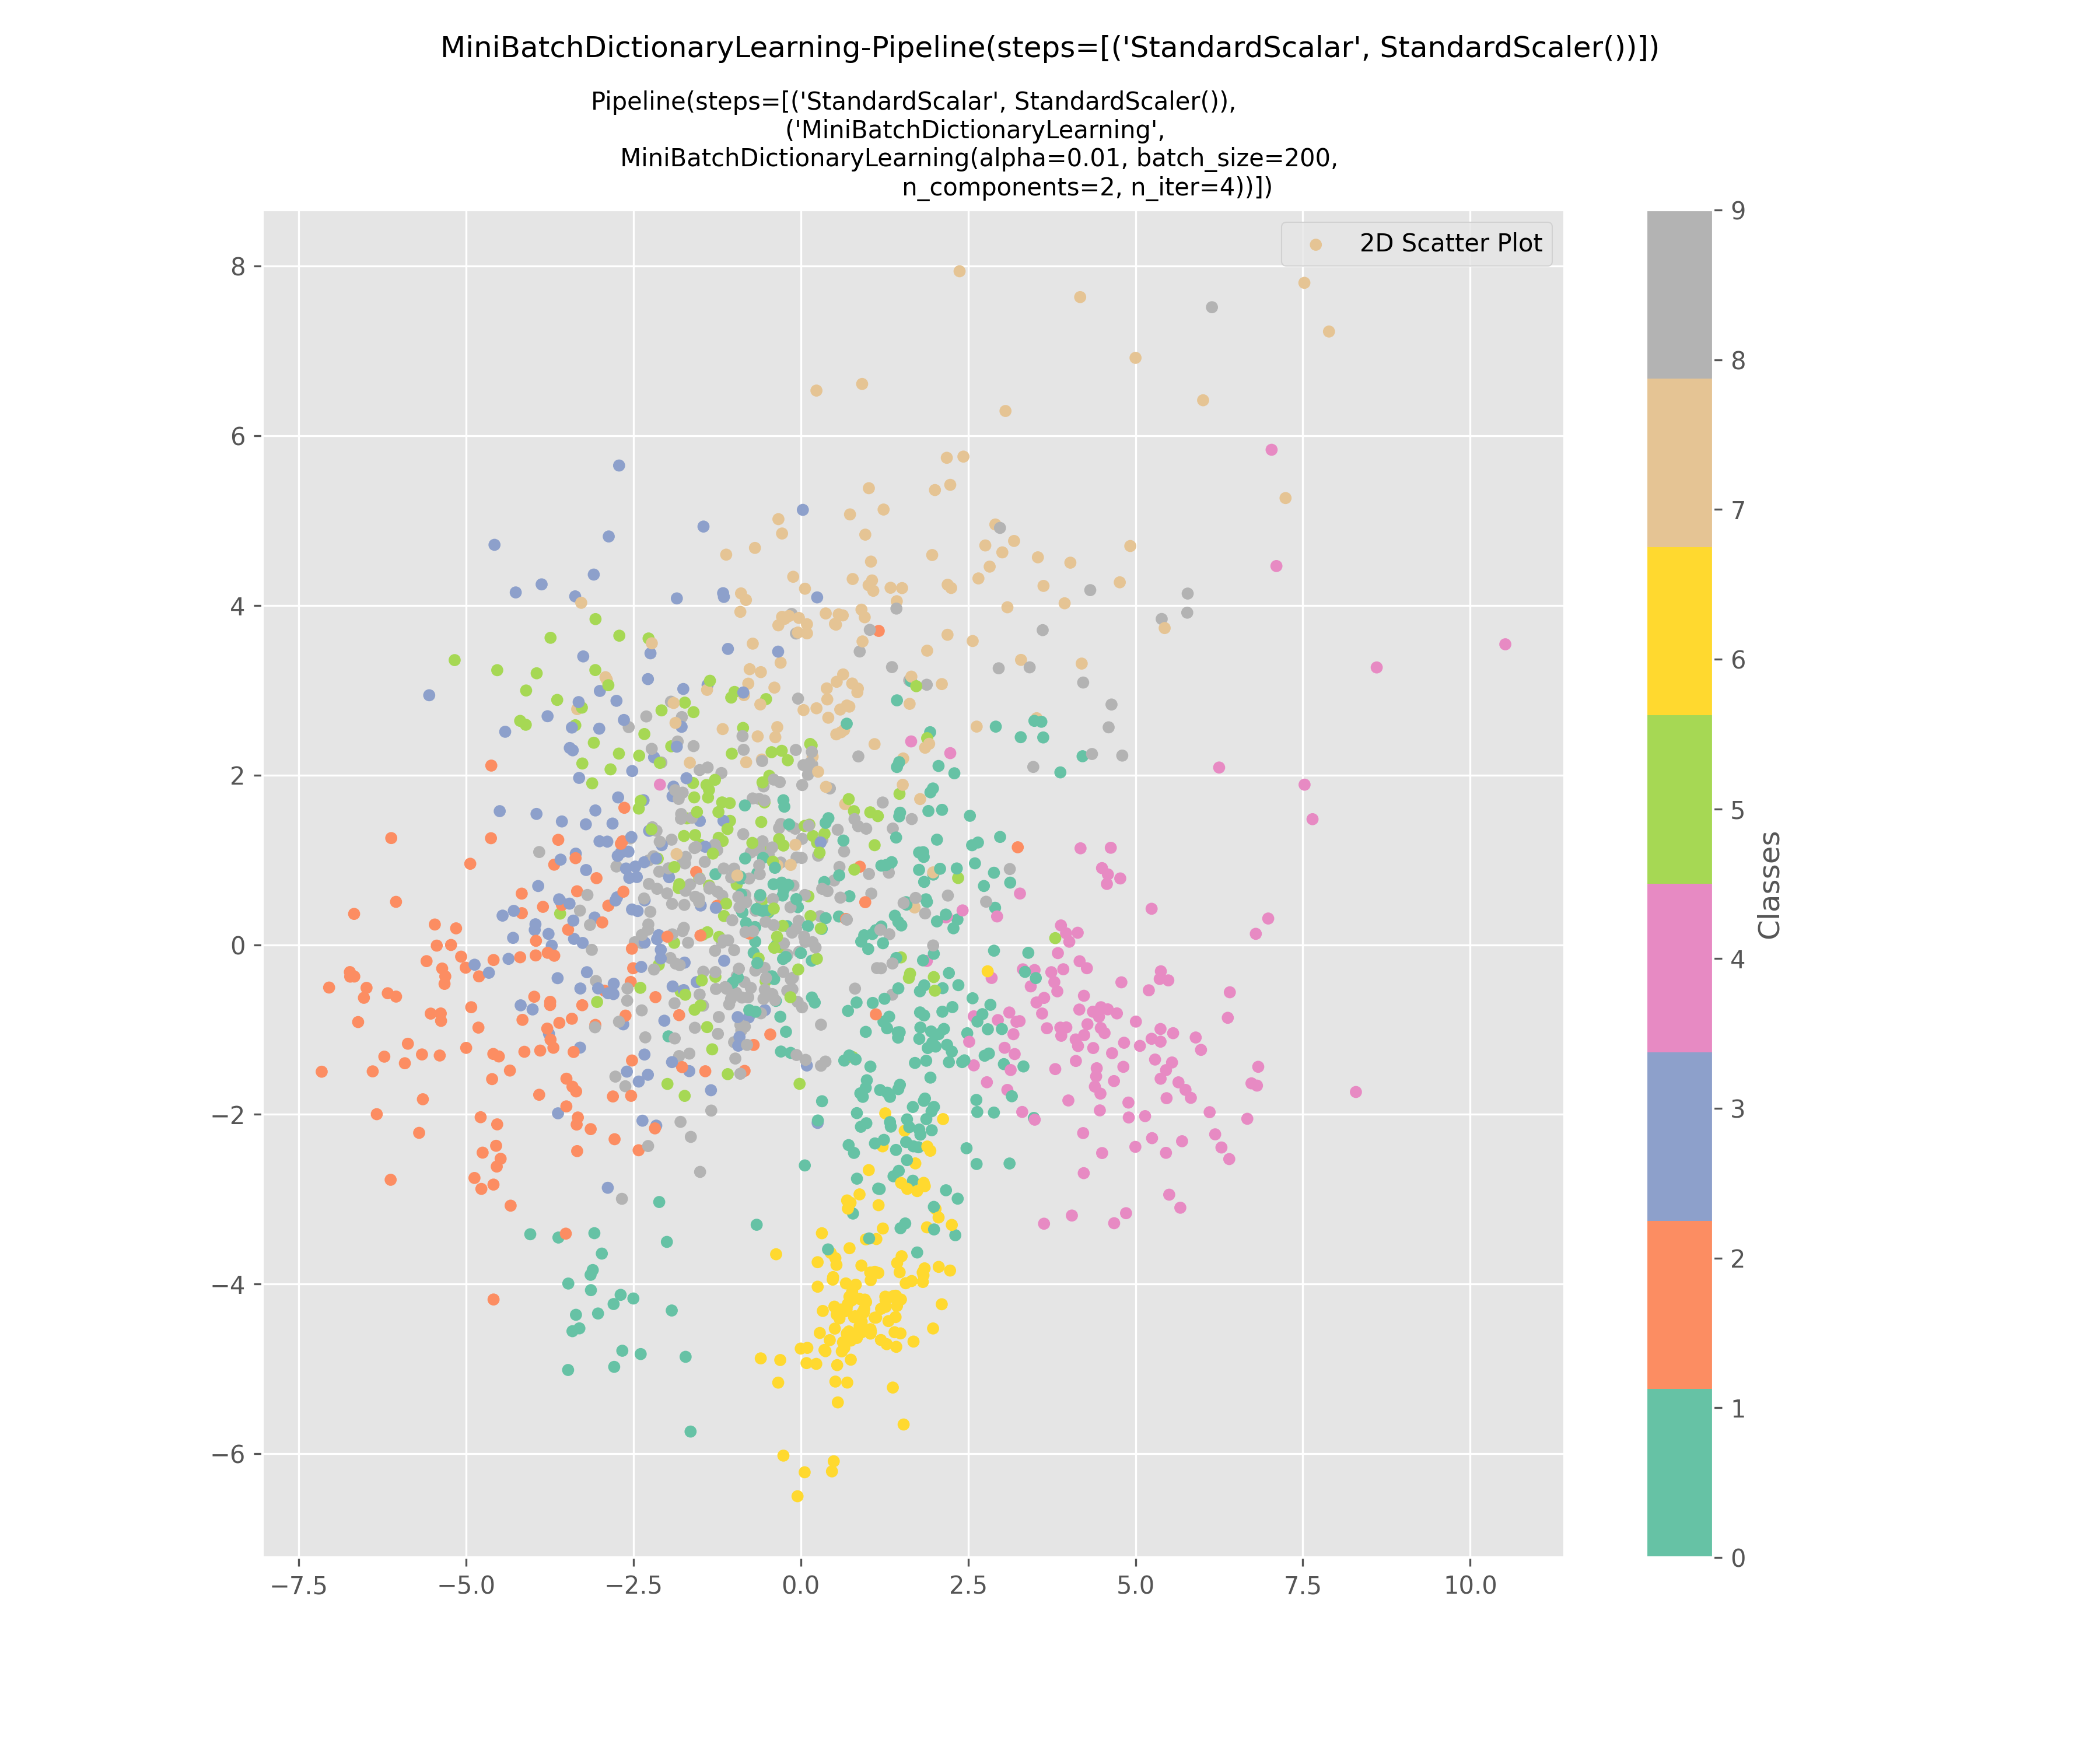 MiniBatchDictionaryLearning-Pipeline(steps=[('StandardScalar', StandardScaler())])
Pipeline(steps=[('StandardScalar', StandardScaler()),
('MiniBatchDictionaryLearning',
MiniBatchDictionaryLearning(alpha=0.01, batch_size=200,
n_components=2, n_iter=4))])
2D Scatter Plot
8
6
4
2
0
−2
−4
−6
−7.5 −5.0 −2.5 0.0 2.5 5.0 7.5 10.0
9
8
7
6
5
4
3
2
1
0
Classes